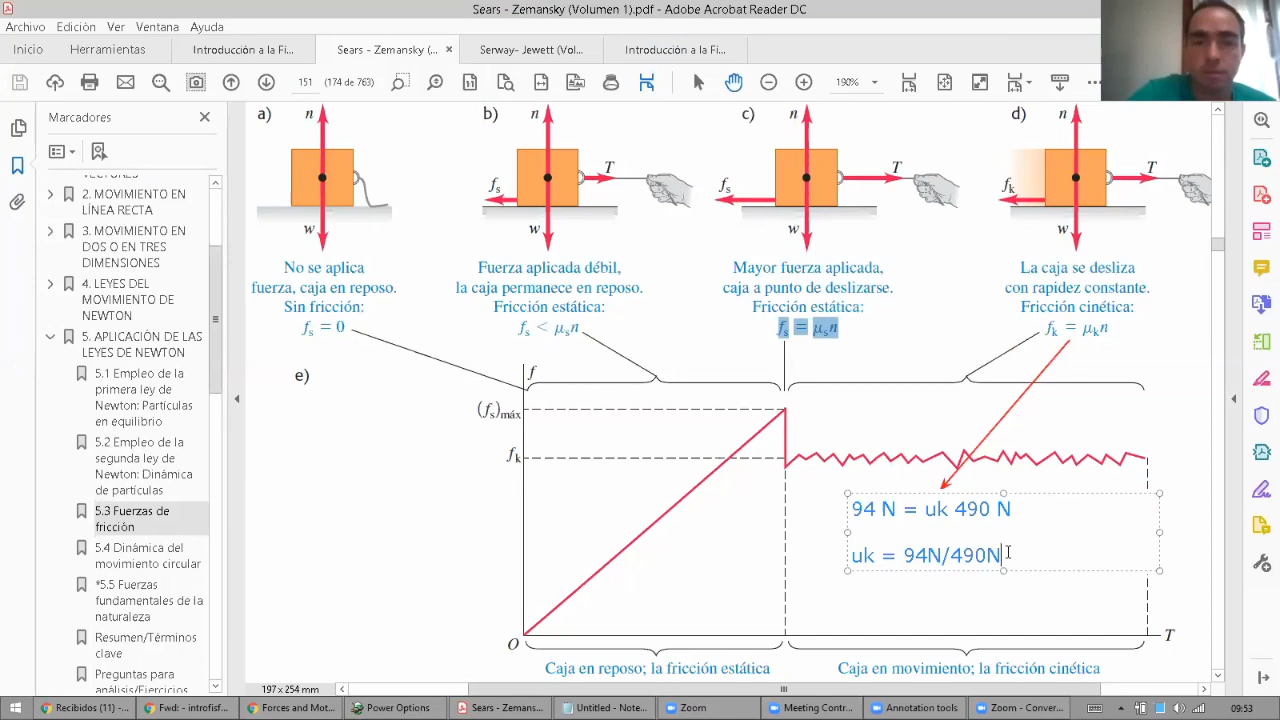 Sears - Zemansky (Volumen 1).pdf - Adobe Acrobat Reader DC
Archivo Edición Ver Ventana Ayuda
Inicio Herramientas Introducción a la Fí... Sears - Zemansky (... × Serway- Jewett (Vol... Introducción a la Fí...
151 (174 de 763) 190%
Marcadores
VECTORES
2. MOVIMIENTO EN LÍNEA RECTA
3. MOVIMIENTO EN DOS O EN TRES DIMENSIONES
4. LEYES DEL MOVIMIENTO DE NEWTON
5. APLICACIÓN DE LAS LEYES DE NEWTON
5.1 Empleo de la primera ley de Newton: Partículas en equilibrio
5.2 Empleo de la segunda ley de Newton: Dinámica de partículas
5.3 Fuerzas de fricción
5.4 Dinámica del movimiento circular
*5.5 Fuerzas fundamentales de la naturaleza
Resumen/Términos clave
Preguntas para análisis/Ejercicios
a) n
w
No se aplica
fuerza, caja en reposo.
Sin fricción:
fs = 0
b) n
T
fs
w
Fuerza aplicada débil,
la caja permanece en reposo.
Fricción estática:
fs < μsn
c) n
T
fs
w
Mayor fuerza aplicada,
caja a punto de deslizarse.
Fricción estática:
fs = μsn
d) n
T
fk
w
La caja se desliza
con rapidez constante.
Fricción cinética:
fk = μkn
e)
f
(fs)máx
fk
94 N = uk 490 N
uk = 94N/490N
O
T
Caja en reposo; la fricción estática
Caja en movimiento; la fricción cinética
197 x 254 mm
Recibidos (11) -... Fwd: - introfis... Forces and Mot... Power Options Sears - Zemans... Untitled - Note... Zoom Meeting Contr... Annotation tools Zoom - Conver... 09:53